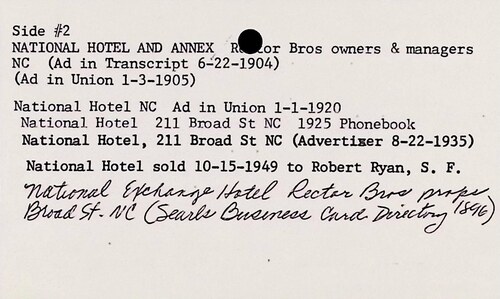 Side #2
NATIONAL HOTEL AND ANNEX Rector Bros owners & managers
NC (Ad in Transcript 6-22-1904)
(Ad in Union 1-3-1905)
National Hotel NC Ad in Union 1-1-1920
National Hotel 211 Broad St NC 1925 Phonebook
National Hotel, 211 Broad St NC (Advertiser 8-22-1935)
National Hotel sold 10-15-1949 to Robert Ryan, S. F.
National Exchange Hotel Rector Bros props
Broad St. NC (Searls Business Card Directory 1896)